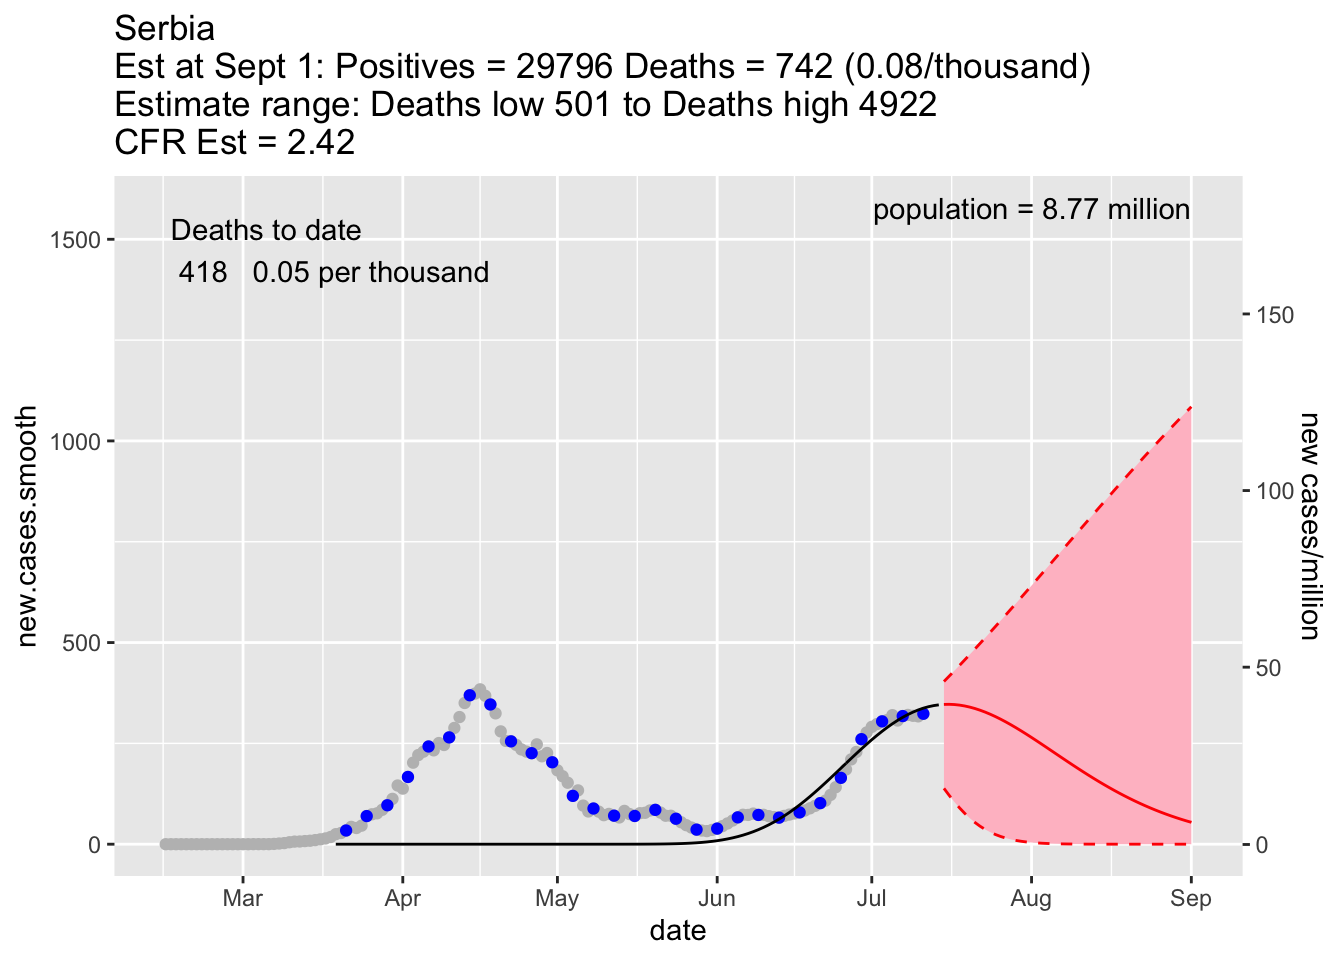 Serbia
Est at Sept 1: Positives = 29796 Deaths = 742 (0.08/thousand)
Estimate range: Deaths low 501 to Deaths high 4922
CFR Est = 2.42
population = 8.77 million
Deaths to date
418 0.05 per thousand
1500
1000
500
0
new.cases.smooth
150
100
50
0
new cases/million
Mar Apr May Jun Jul Aug Sep
date